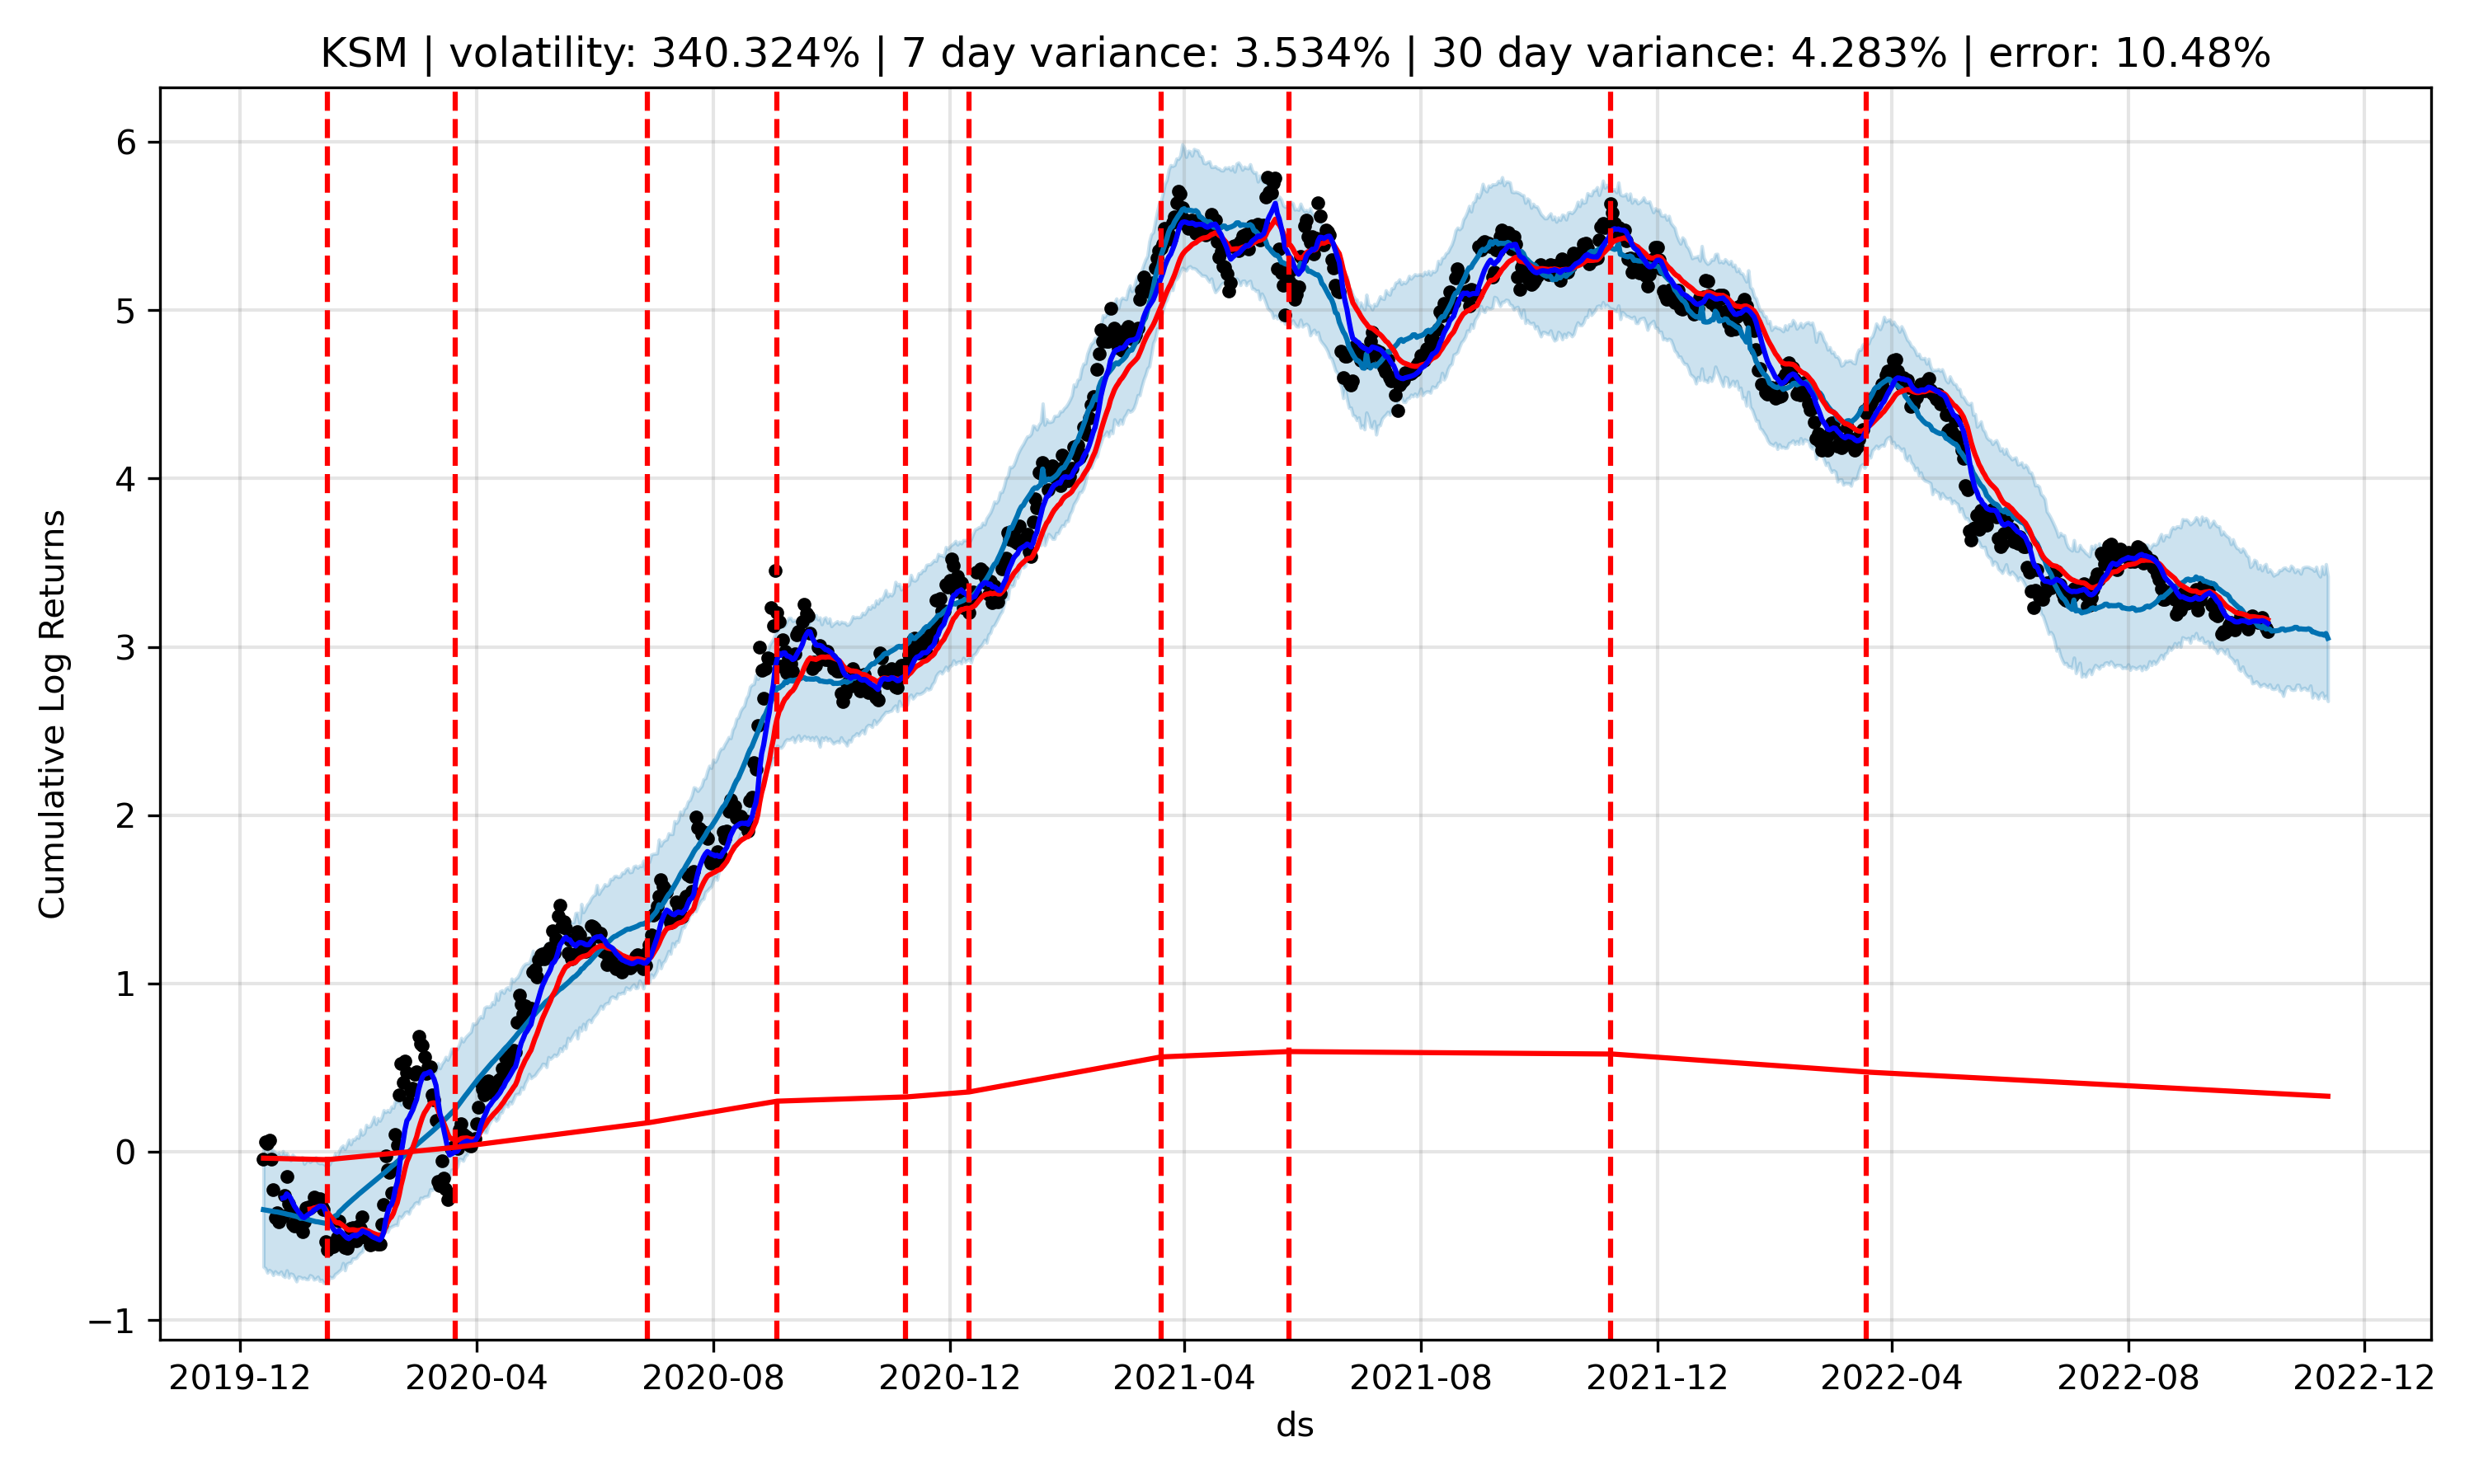 KSM | volatility: 340.324% | 7 day variance: 3.534% | 30 day variance: 4.283% | error: 10.48%
Cumulative Log Returns
6
5
4
3
2
1
0
−1
2019-12 2020-04 2020-08 2020-12 2021-04 2021-08 2021-12 2022-04 2022-08 2022-12
ds